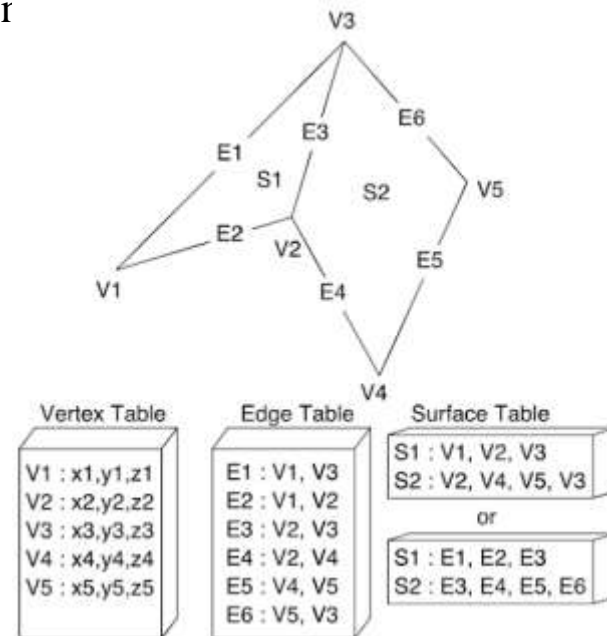 r
V3
E6
E3
E1
S1
S2
V5
E2
V2
E5
V1
E4
V4
Vertex Table
V1 : x1,y1,z1
V2 : x2,y2,z2
V3 : x3,y3,z3
V4 : x4,y4,z4
V5 : x5,y5,z5
Edge Table
E1 : V1, V3
E2 : V1, V2
E3 : V2, V3
E4 : V2, V4
E5 : V4, V5
E6 : V5, V3
Surface Table
S1 : V1, V2, V3
S2 : V2, V4, V5, V3
or
S1 : E1, E2, E3
S2 : E3, E4, E5, E6